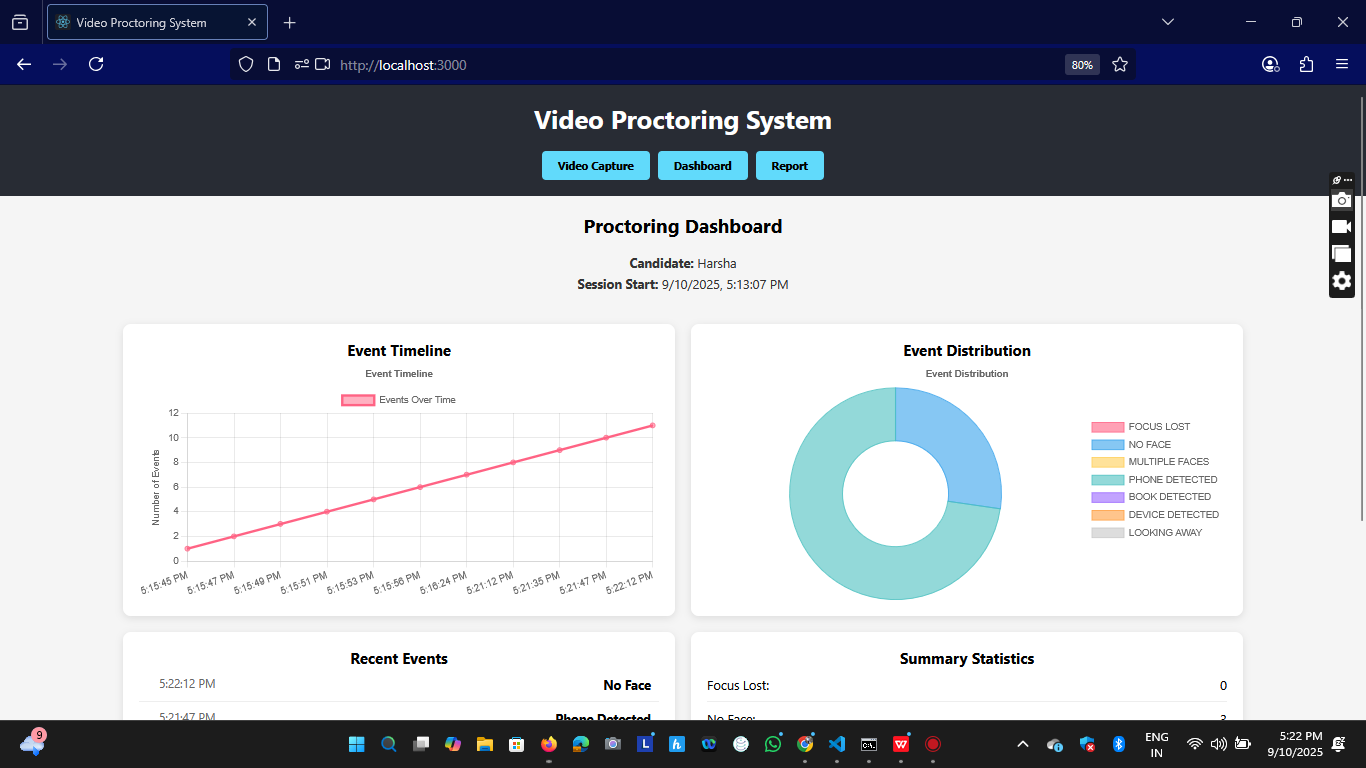 Video Proctoring System
http://localhost:3000
80%
Video Proctoring System
Video Capture
Dashboard
Report
Proctoring Dashboard
Candidate: Harsha
Session Start: 9/10/2025, 5:13:07 PM
Event Timeline
Event Timeline
Events Over Time
Number of Events
12
10
8
6
4
2
0
5:15:45 PM
5:15:47 PM
5:15:49 PM
5:15:51 PM
5:15:53 PM
5:15:56 PM
5:16:24 PM
5:21:12 PM
5:21:35 PM
5:21:47 PM
5:22:12 PM
Event Distribution
Event Distribution
FOCUS LOST
NO FACE
MULTIPLE FACES
PHONE DETECTED
BOOK DETECTED
DEVICE DETECTED
LOOKING AWAY
Recent Events
5:22:12 PM No Face
5:21:47 PM Phone Detected
Summary Statistics
Focus Lost: 0
No Face: 3
9
L
h
W
ENG
IN
5:22 PM
9/10/2025